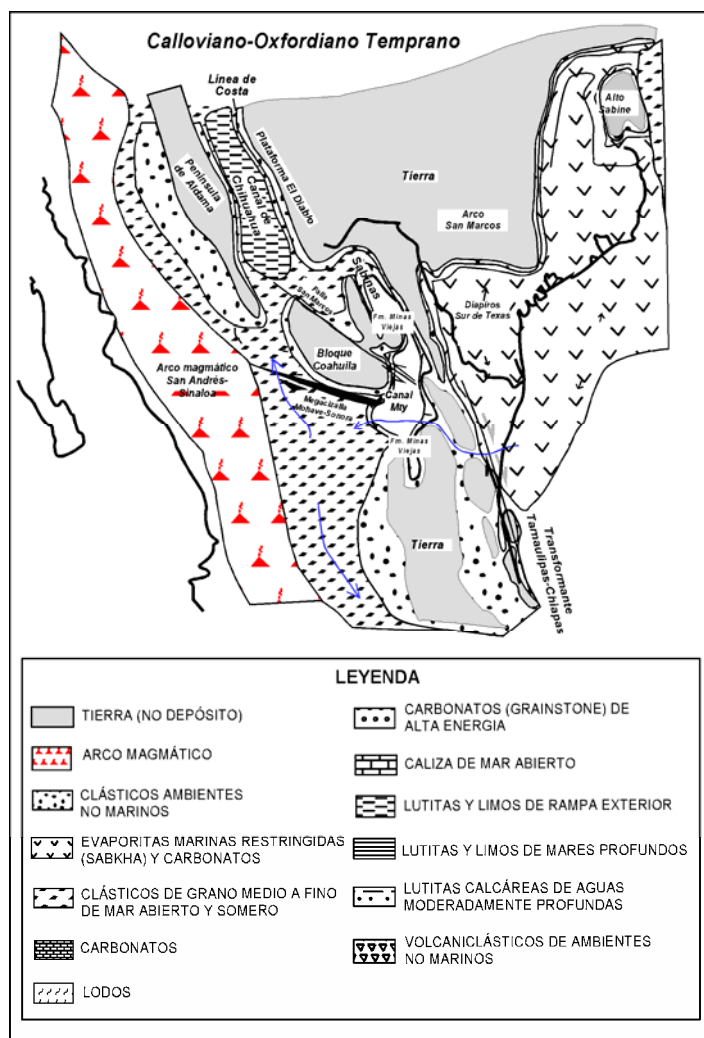 Calloviano-Oxfordiano Temprano
Línea de
Costa
Alto
Sabine
Península
de Aldama
Canal de
Chihuahua
Plataforma El Diablo
Tierra
Arco
San Marcos
Sabinas
Falla
San Marcos
Fm. Minas
Viejas
Diapiros
Sur de Texas
Bloque
Coahuila
Arco magmático
San Andrés-
Sinaloa
Canal
Mty
Megacizalla
Mohave-Sonora
Fm. Minas
Viejas
Tierra
Transformante
Tamaulipas-Chiapas
LEYENDA
TIERRA (NO DEPÓSITO)
ARCO MAGMÁTICO
CLÁSTICOS AMBIENTES
NO MARINOS
EVAPORITAS MARINAS RESTRINGIDAS
(SABKHA) Y CARBONATOS
CLÁSTICOS DE GRANO MEDIO A FINO
DE MAR ABIERTO Y SOMERO
CARBONATOS
LODOS
CARBONATOS (GRAINSTONE) DE
ALTA ENERGIA
CALIZA DE MAR ABIERTO
LUTITAS Y LIMOS DE RAMPA EXTERIOR
LUTITAS Y LIMOS DE MARES PROFUNDOS
LUTITAS CALCÁREAS DE AGUAS
MODERADAMENTE PROFUNDAS
VOLCANICLÁSTICOS DE AMBIENTES
NO MARINOS